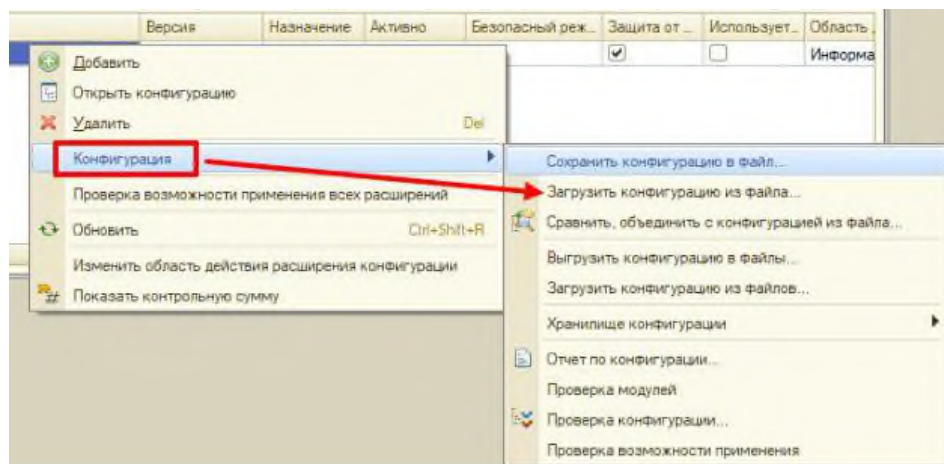 Версия Назначение Активно Безопасный реж... Защита от ... Использует... Область
Информа
Добавить
Открыть конфигурацию
Удалить Del
Конфигурация
Проверка возможности применения всех расширений
Обновить Ctrl+Shift+R
Изменить область действия расширения конфигурации
Показать контрольную сумму
Сохранить конфигурацию в файл...
Загрузить конфигурацию из файла...
Сравнить, объединить с конфигурацией из файла...
Выгрузить конфигурацию в файлы...
Загрузить конфигурацию из файлов...
Хранилище конфигурации
Отчет по конфигурации...
Проверка модулей
Проверка конфигурации...
Проверка возможности применения